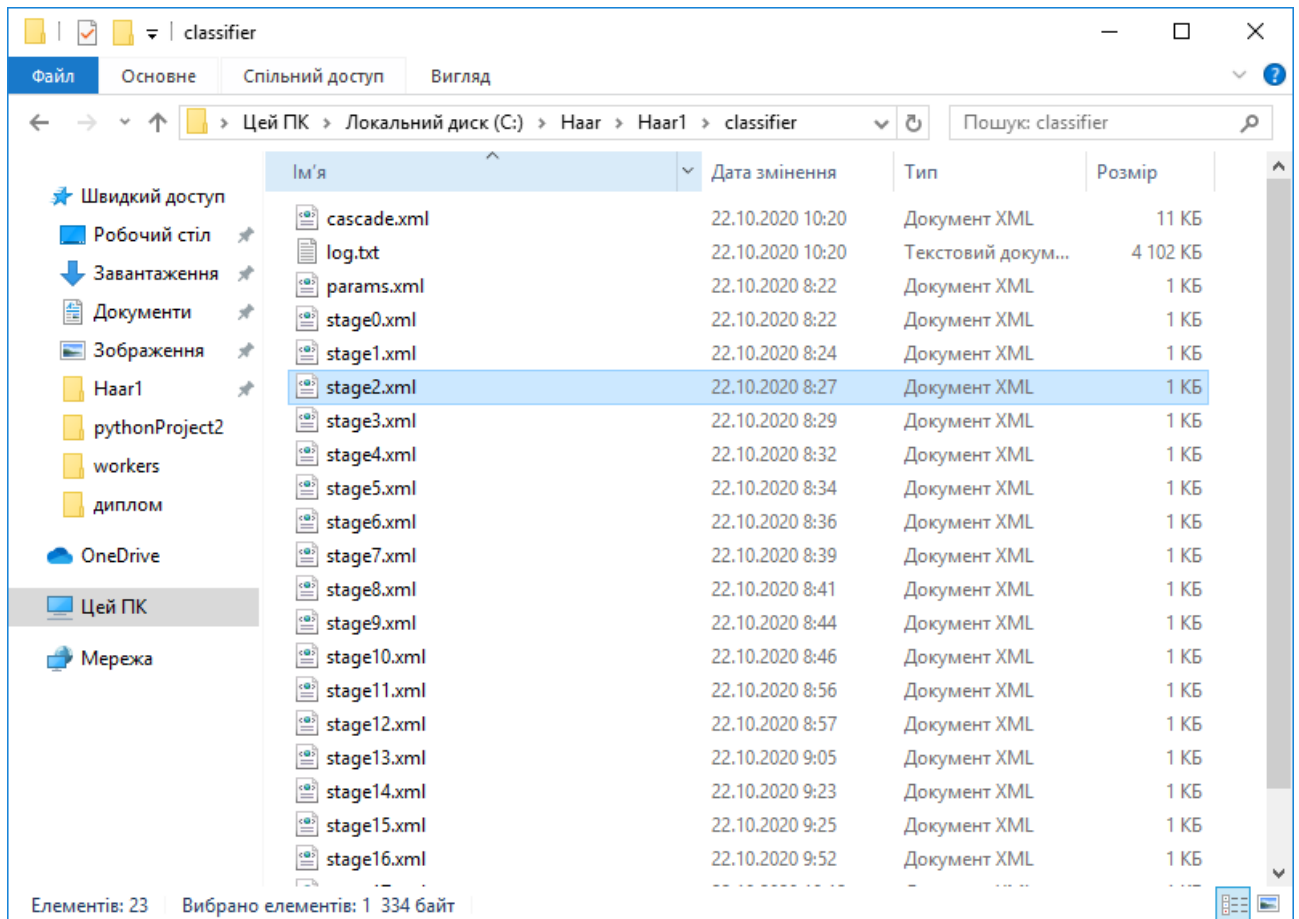 classifier
Файл Основне Спільний доступ Вигляд
Цей ПК Локальний диск (C:) Haar Haar1 classifier Пошук: classifier
Ім'я Дата змінення Тип Розмір
Швидкий доступ
Робочий стіл
Завантаження
Документи
Зображення
Haar1
pythonProject2
workers
диплом
OneDrive
Цей ПК
Мережа
cascade.xml 22.10.2020 10:20 Документ XML 11 КБ
log.txt 22.10.2020 10:20 Текстовий докум... 4 102 КБ
params.xml 22.10.2020 8:22 Документ XML 1 КБ
stage0.xml 22.10.2020 8:22 Документ XML 1 КБ
stage1.xml 22.10.2020 8:24 Документ XML 1 КБ
stage2.xml 22.10.2020 8:27 Документ XML 1 КБ
stage3.xml 22.10.2020 8:29 Документ XML 1 КБ
stage4.xml 22.10.2020 8:32 Документ XML 1 КБ
stage5.xml 22.10.2020 8:34 Документ XML 1 КБ
stage6.xml 22.10.2020 8:36 Документ XML 1 КБ
stage7.xml 22.10.2020 8:39 Документ XML 1 КБ
stage8.xml 22.10.2020 8:41 Документ XML 1 КБ
stage9.xml 22.10.2020 8:44 Документ XML 1 КБ
stage10.xml 22.10.2020 8:46 Документ XML 1 КБ
stage11.xml 22.10.2020 8:56 Документ XML 1 КБ
stage12.xml 22.10.2020 8:57 Документ XML 1 КБ
stage13.xml 22.10.2020 9:05 Документ XML 1 КБ
stage14.xml 22.10.2020 9:23 Документ XML 1 КБ
stage15.xml 22.10.2020 9:25 Документ XML 1 КБ
stage16.xml 22.10.2020 9:52 Документ XML 1 КБ
Елементів: 23 Вибрано елементів: 1 334 байт